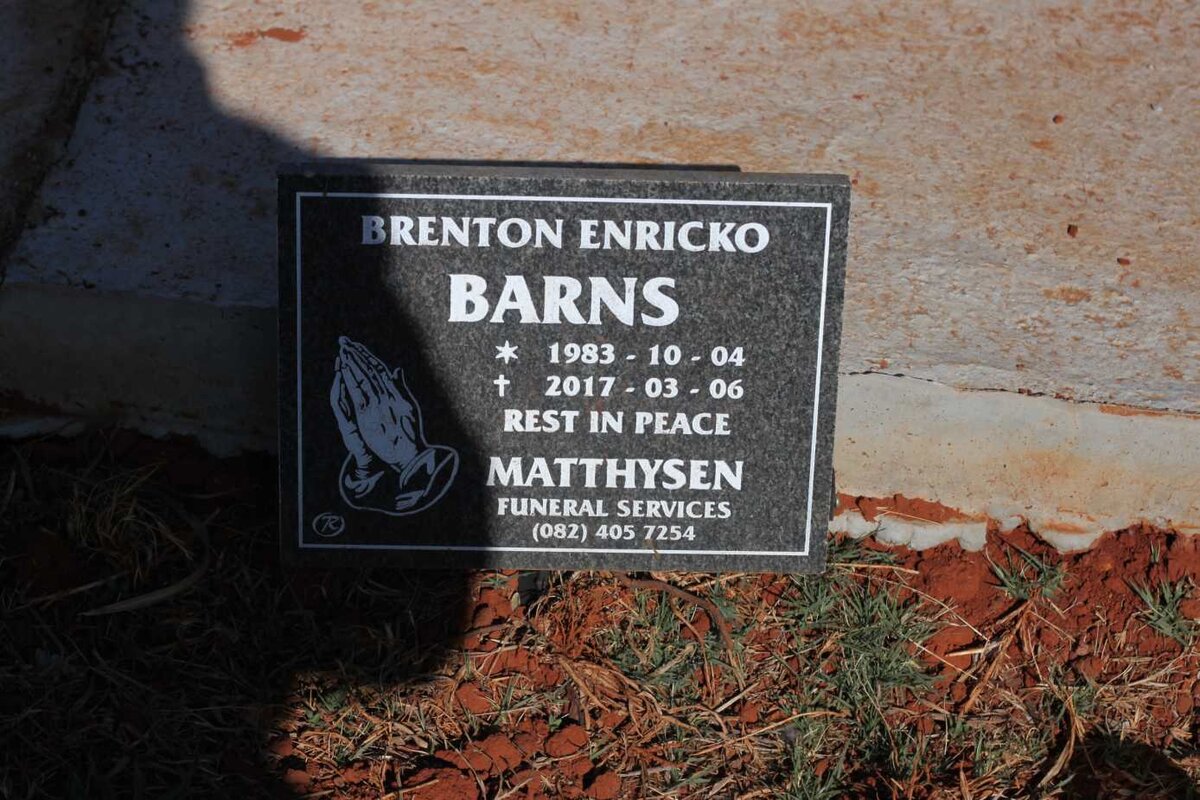 BRENTON ENRICKO
BARNS
* 1983 - 10 - 04
† 2017 - 03 - 06
REST IN PEACE
MATTHYSEN
FUNERAL SERVICES
(082) 405 7254